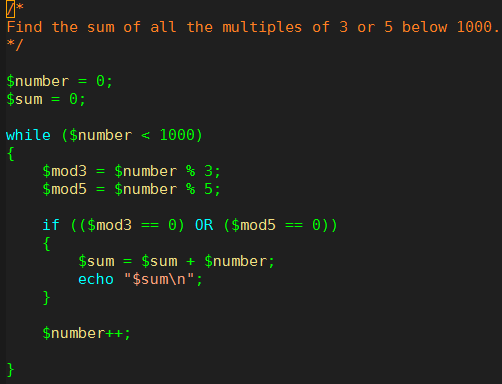 /*
Find the sum of all the multiples of 3 or 5 below 1000.
*/

$number = 0;
$sum = 0;

while ($number < 1000)
{
    $mod3 = $number % 3;
    $mod5 = $number % 5;

    if (($mod3 == 0) OR ($mod5 == 0))
    {
        $sum = $sum + $number;
        echo "$sum\n";
    }

    $number++;

}